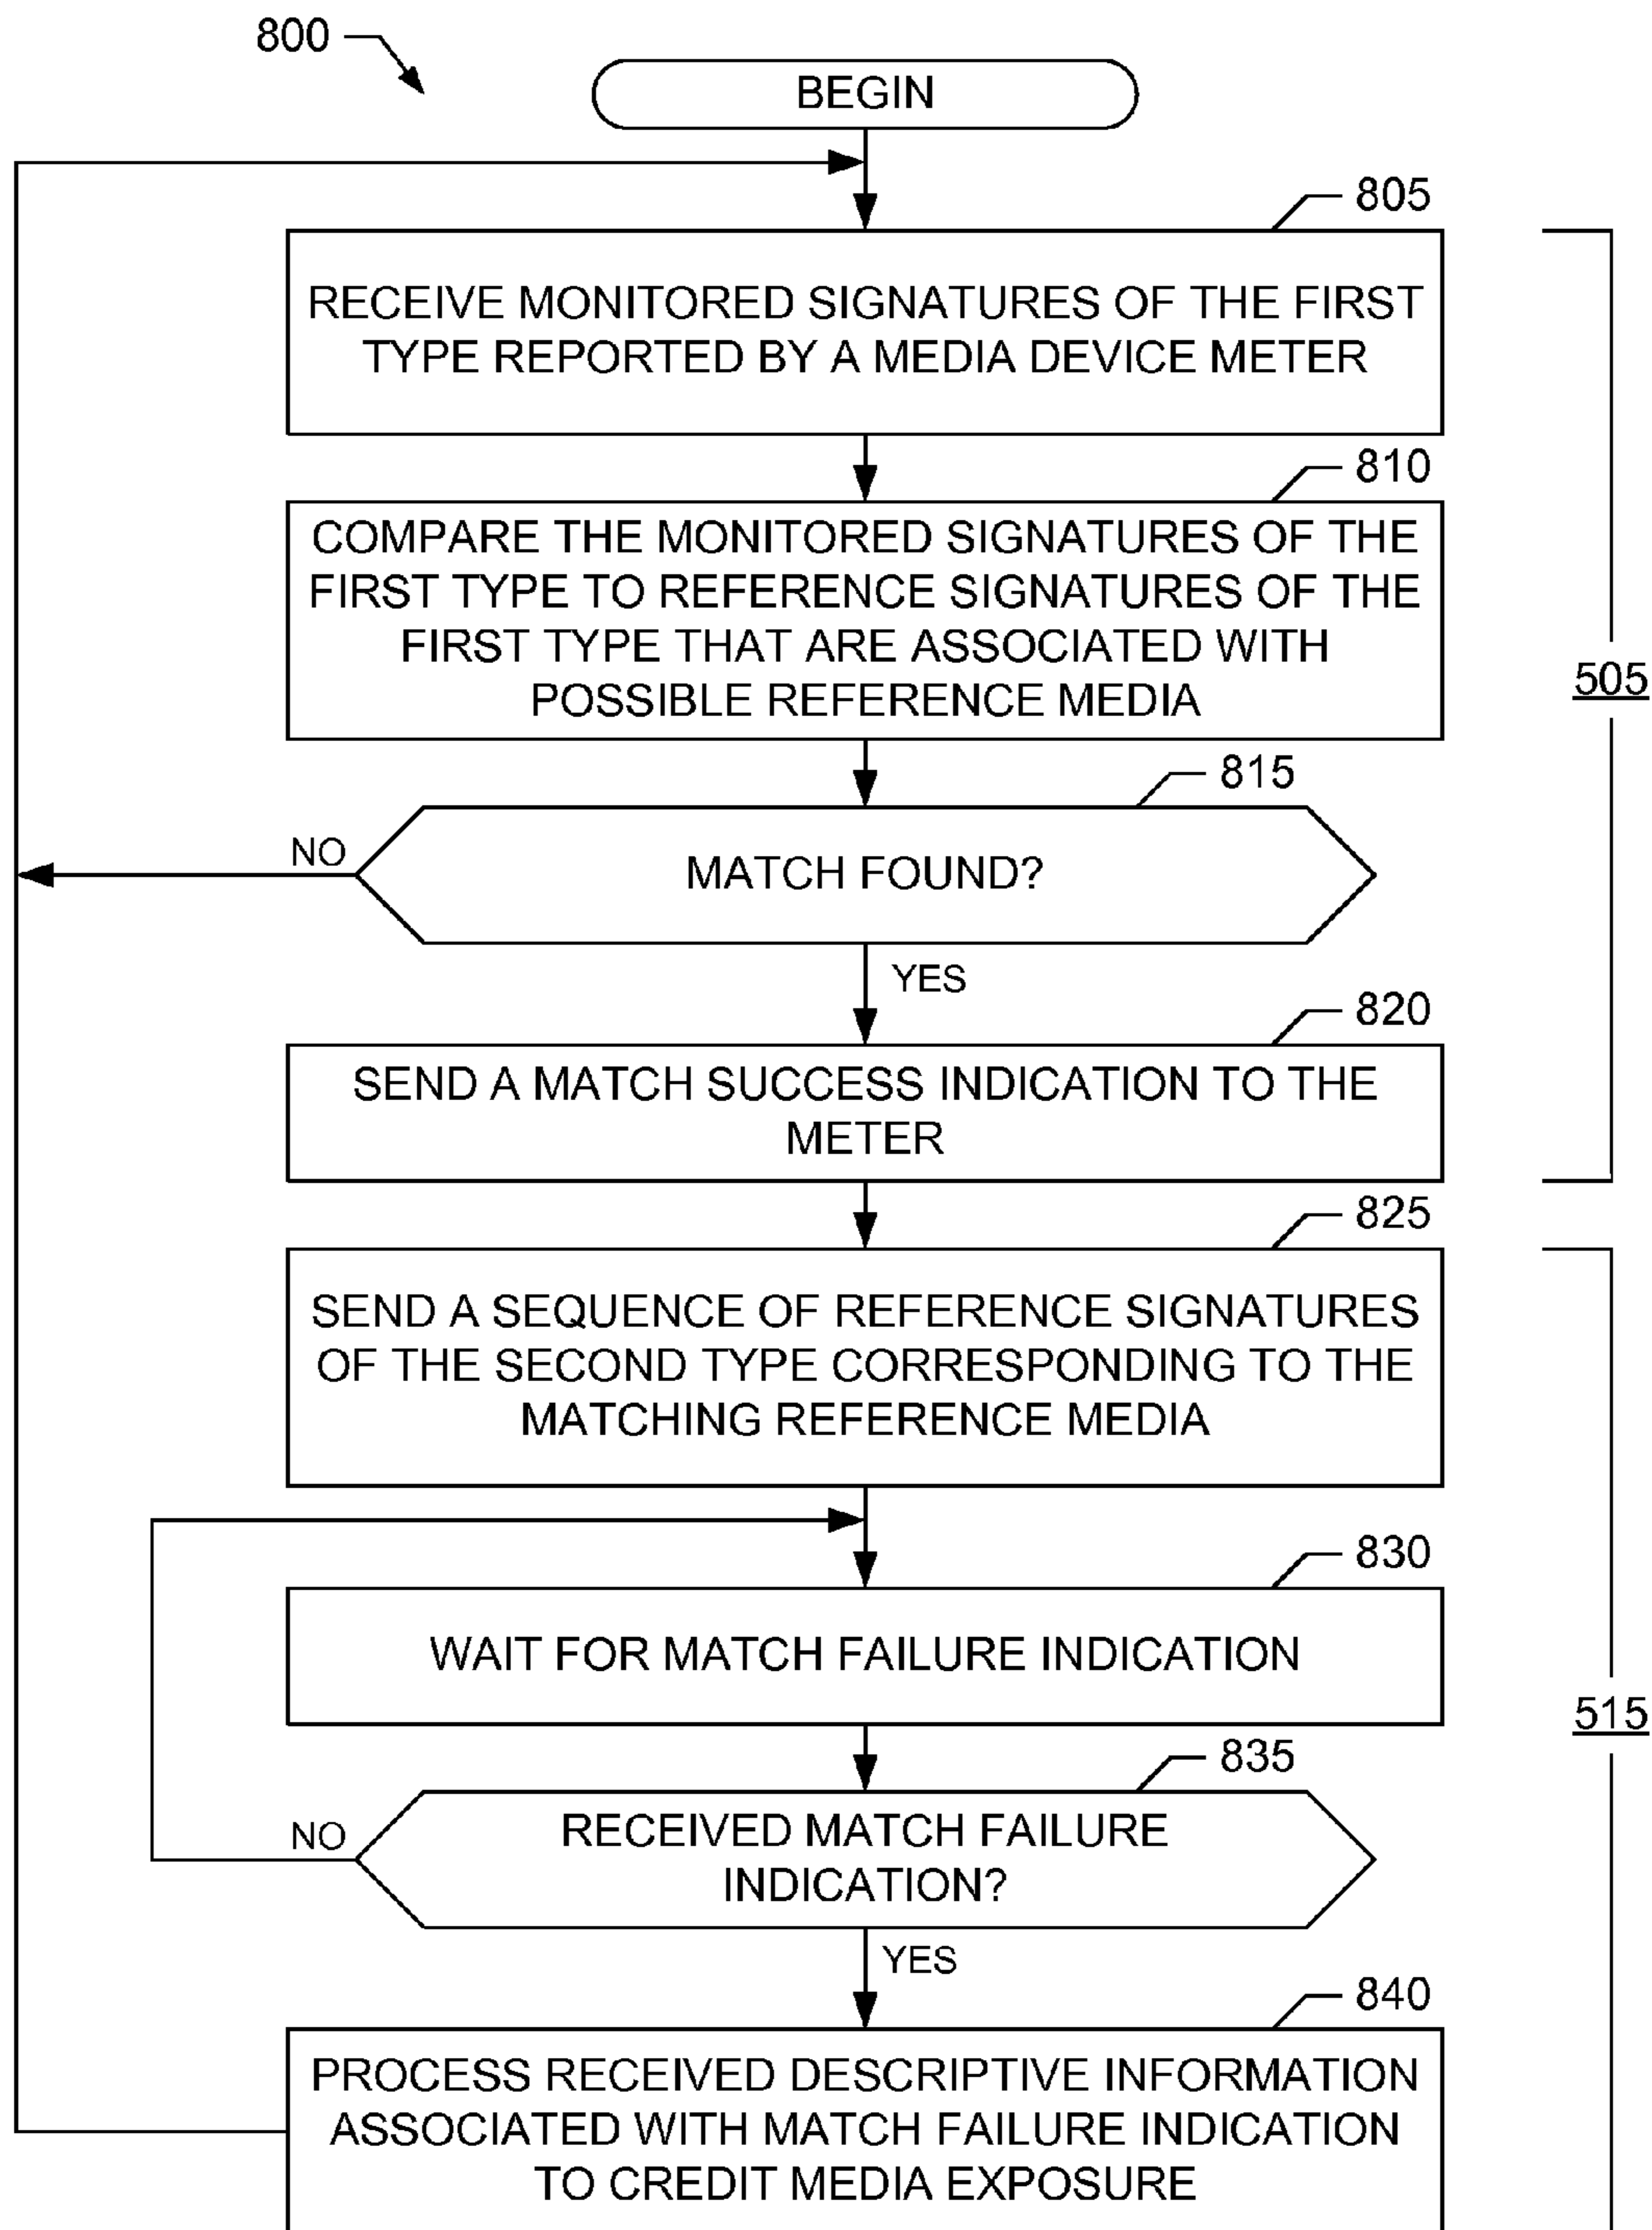 800
BEGIN
805
RECEIVE MONITORED SIGNATURES OF THE FIRST
TYPE REPORTED BY A MEDIA DEVICE METER
810
COMPARE THE MONITORED SIGNATURES OF THE
FIRST TYPE TO REFERENCE SIGNATURES OF THE
FIRST TYPE THAT ARE ASSOCIATED WITH
POSSIBLE REFERENCE MEDIA
505
815
NO
MATCH FOUND?
YES
820
SEND A MATCH SUCCESS INDICATION TO THE
METER
825
SEND A SEQUENCE OF REFERENCE SIGNATURES
OF THE SECOND TYPE CORRESPONDING TO THE
MATCHING REFERENCE MEDIA
830
WAIT FOR MATCH FAILURE INDICATION
515
835
NO
RECEIVED MATCH FAILURE
INDICATION?
YES
840
PROCESS RECEIVED DESCRIPTIVE INFORMATION
ASSOCIATED WITH MATCH FAILURE INDICATION
TO CREDIT MEDIA EXPOSURE